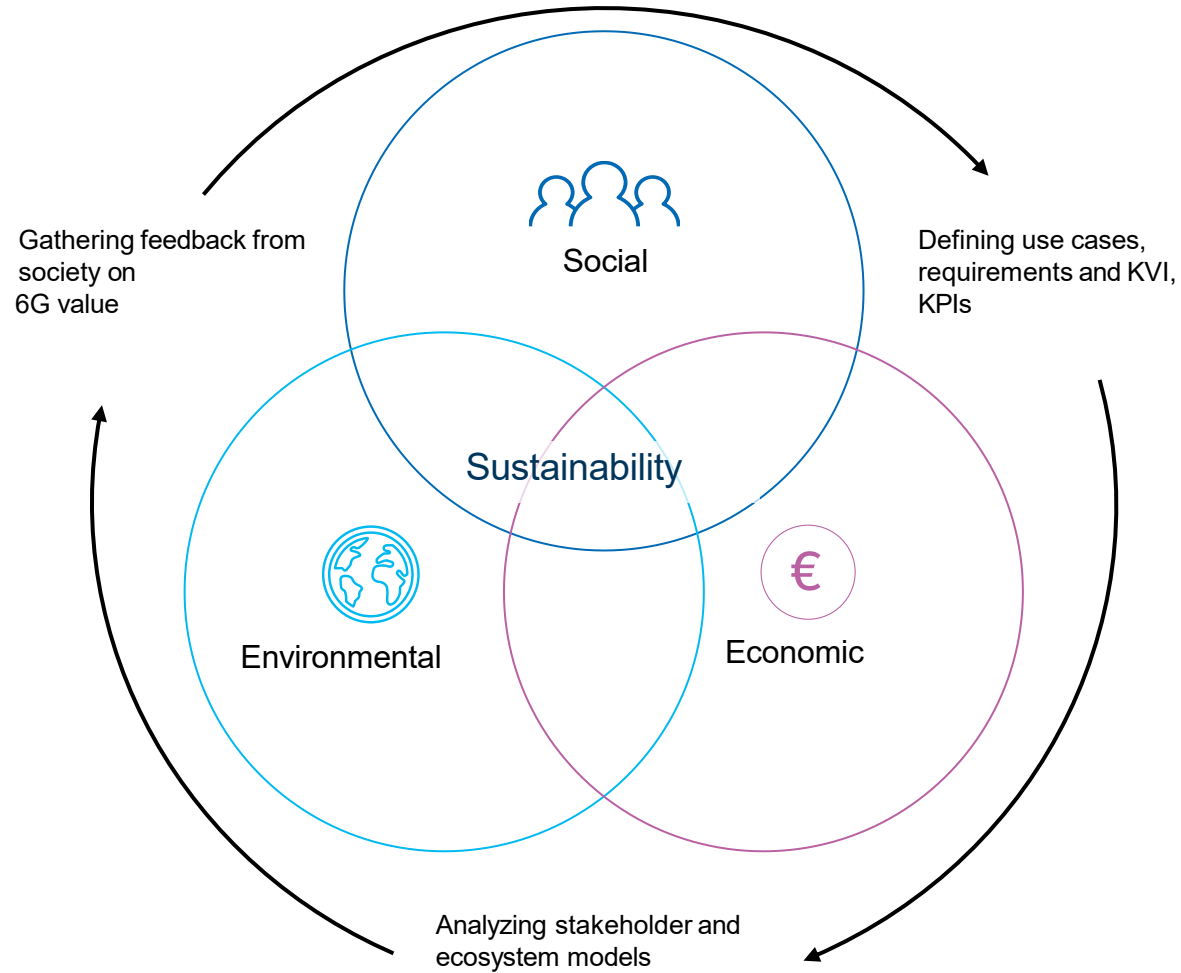 Social
Gathering feedback from
society on
6G value
Defining use cases,
requirements and KVI,
KPIs
Sustainability
€
Environmental
Economic
Analyzing stakeholder and
ecosystem models